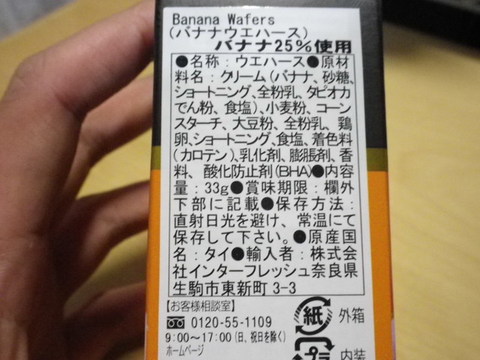 Banana Wafers
(バナナウエハース)
バナナ25%使用
●名称:ウエハース●原材
料名:クリーム(バナナ、砂糖、
ショートニング、全粉乳、タピオカ
でん粉、食塩)、小麦粉、コーン
スターチ、大豆粉、全粉乳、鶏
卵、ショートニング、食塩、着色料
(カロテン)、乳化剤、膨脹剤、香
料、酸化防止剤(BHA)●内容
量:33g●賞味期限:欄外
下部に記載●保存方法:
直射日光を避け、常温にて
保存して下さい。●原産国
名:タイ●輸入者:株式会
社インターフレッシュ奈良県
生駒市東新町3-3
【お客様相談室】
0120-55-1109
9:00〜17:00(日、祝日を除く)
ホームページ
紙 外箱
プラ 内装